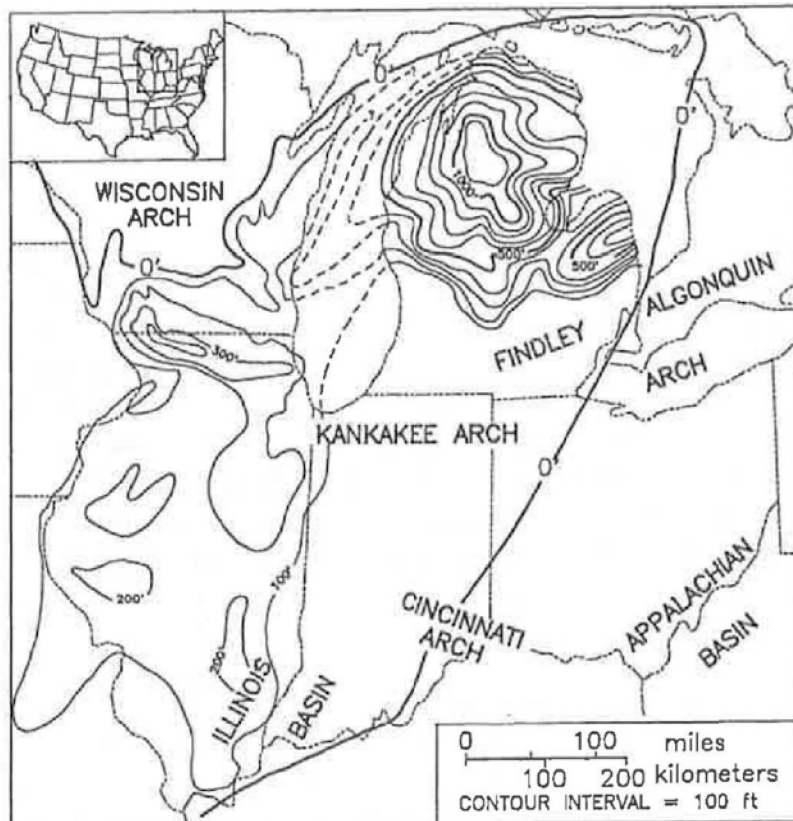 0
0'
WISCONSIN
ARCH
0'
500'
500'
ALGONQUIN
300'
FINDLEY
ARCH
KANKAKEE ARCH
0'
100'
200'
CINCINNATI
ARCH
APPALACHIAN
BASIN
200'
ILLINOIS
BASIN
0 100 miles
100 200 kilometers
CONTOUR INTERVAL = 100 ft